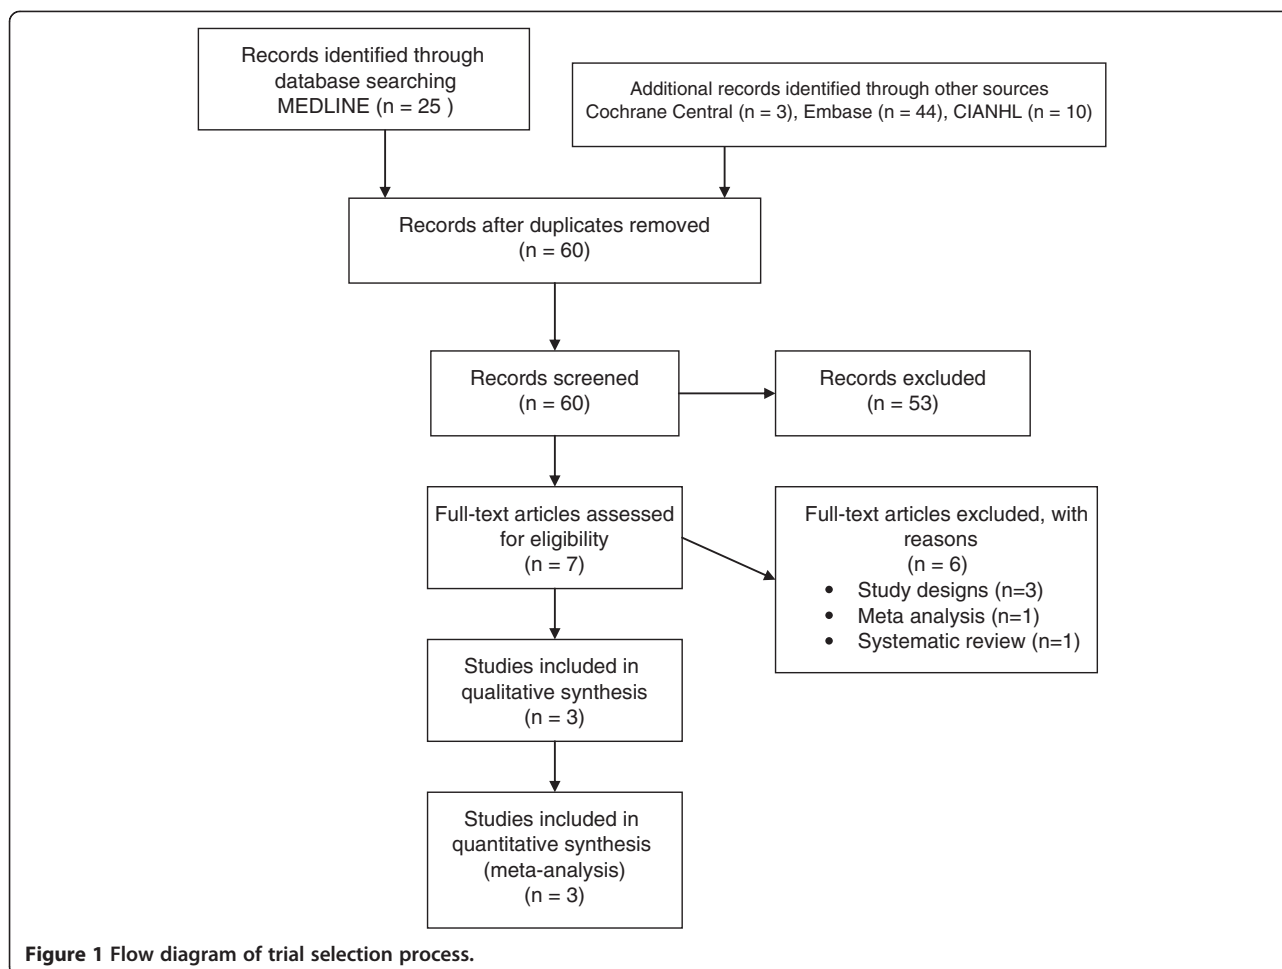 Records identified through
database searching
MEDLINE (n = 25 )
Additional records identified through other sources
Cochrane Central (n = 3), Embase (n = 44), CIANHL (n = 10)
Records after duplicates removed
(n = 60)
Records screened
(n = 60)
Records excluded
(n = 53)
Full-text articles assessed
for eligibility
(n = 7)
Full-text articles excluded, with
reasons
(n = 6)
• Study designs (n=3)
• Meta analysis (n=1)
• Systematic review (n=1)
Studies included in
qualitative synthesis
(n = 3)
Studies included in
quantitative synthesis
(meta-analysis)
(n = 3)
Figure 1 Flow diagram of trial selection process.